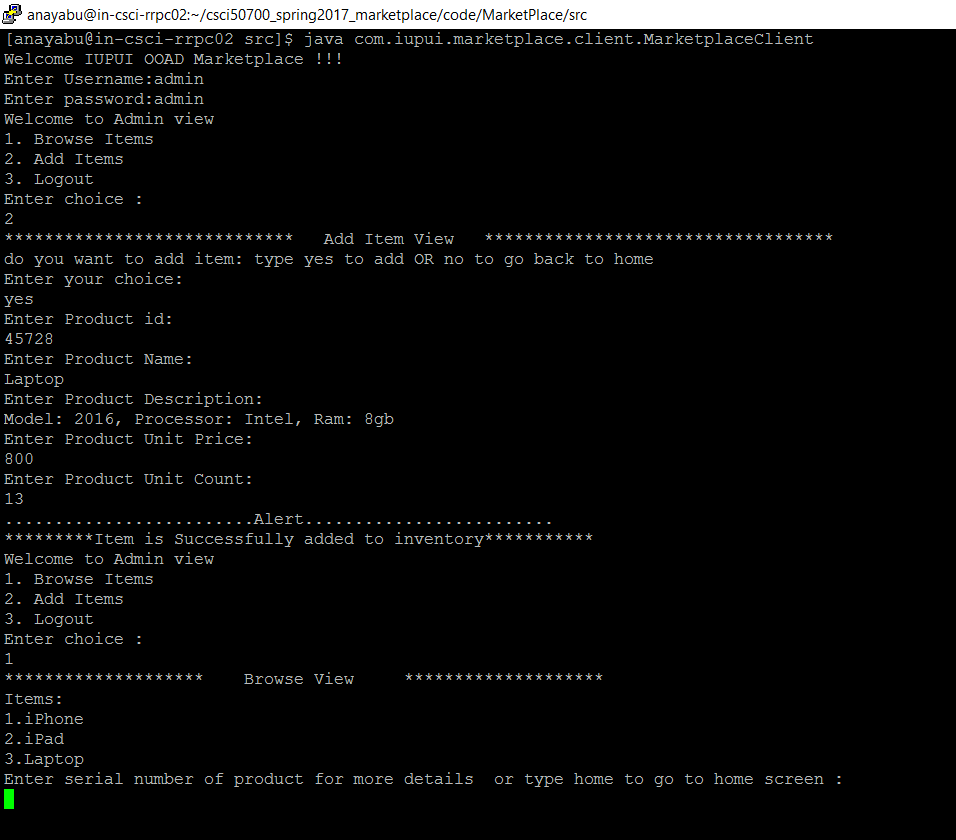 anayabu@in-csci-rrpc02:~/csci50700_spring2017_marketplace/code/MarketPlace/src
[anayabu@in-csci-rrpc02 src]$ java com.iupui.marketplace.client.MarketplaceClient
Welcome IUPUI OOAD Marketplace !!!
Enter Username:admin
Enter password:admin
Welcome to Admin view
1. Browse Items
2. Add Items
3. Logout
Enter choice :
2
*****************************   Add Item View   ***********************************
do you want to add item: type yes to add OR no to go back to home
Enter your choice:
yes
Enter Product id:
45728
Enter Product Name:
Laptop
Enter Product Description:
Model: 2016, Processor: Intel, Ram: 8gb
Enter Product Unit Price:
800
Enter Product Unit Count:
13
.........................Alert.........................
*********Item is Successfully added to inventory***********
Welcome to Admin view
1. Browse Items
2. Add Items
3. Logout
Enter choice :
1
********************    Browse View     ********************
Items:
1.iPhone
2.iPad
3.Laptop
Enter serial number of product for more details  or type home to go to home screen :